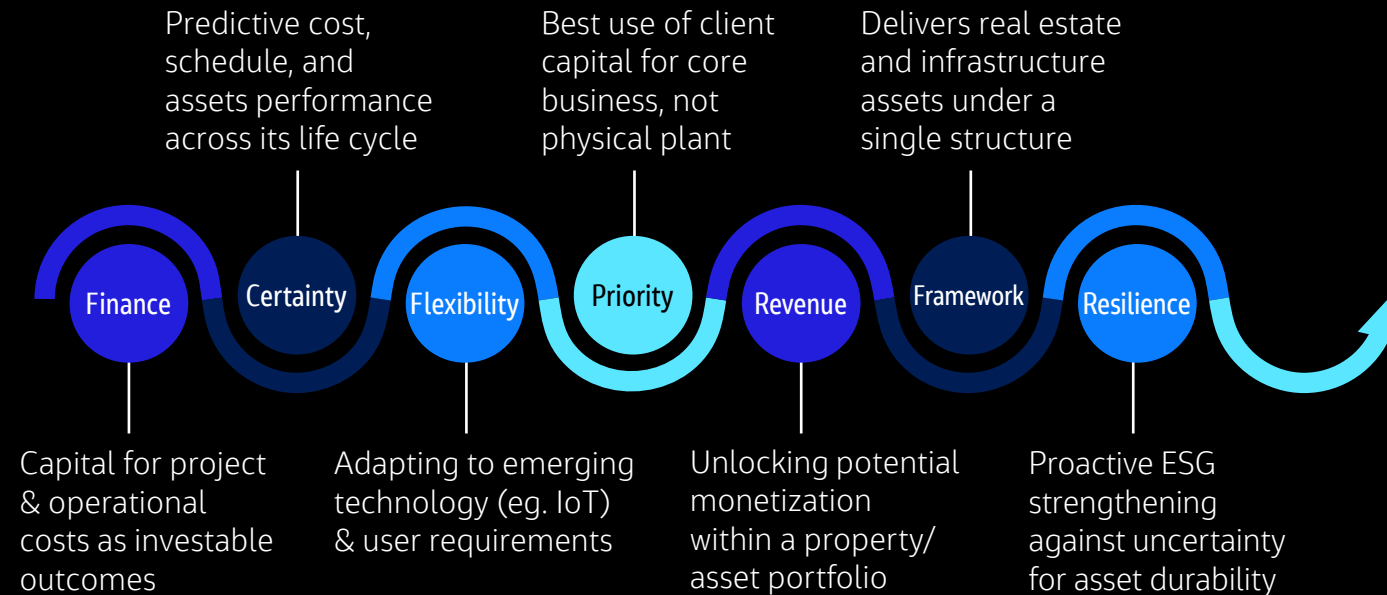 Predictive cost,
schedule, and
assets performance
across its life cycle
Best use of client
capital for core
business, not
physical plant
Delivers real estate
and infrastructure
assets under a
single structure
Finance
Certainty
Flexibility
Priority
Revenue
Framework
Resilience
Capital for project
& operational
costs as investable
outcomes
Adapting to emerging
technology (eg. IoT)
& user requirements
Unlocking potential
monetization
within a property/
asset portfolio
Proactive ESG
strengthening
against uncertainty
for asset durability